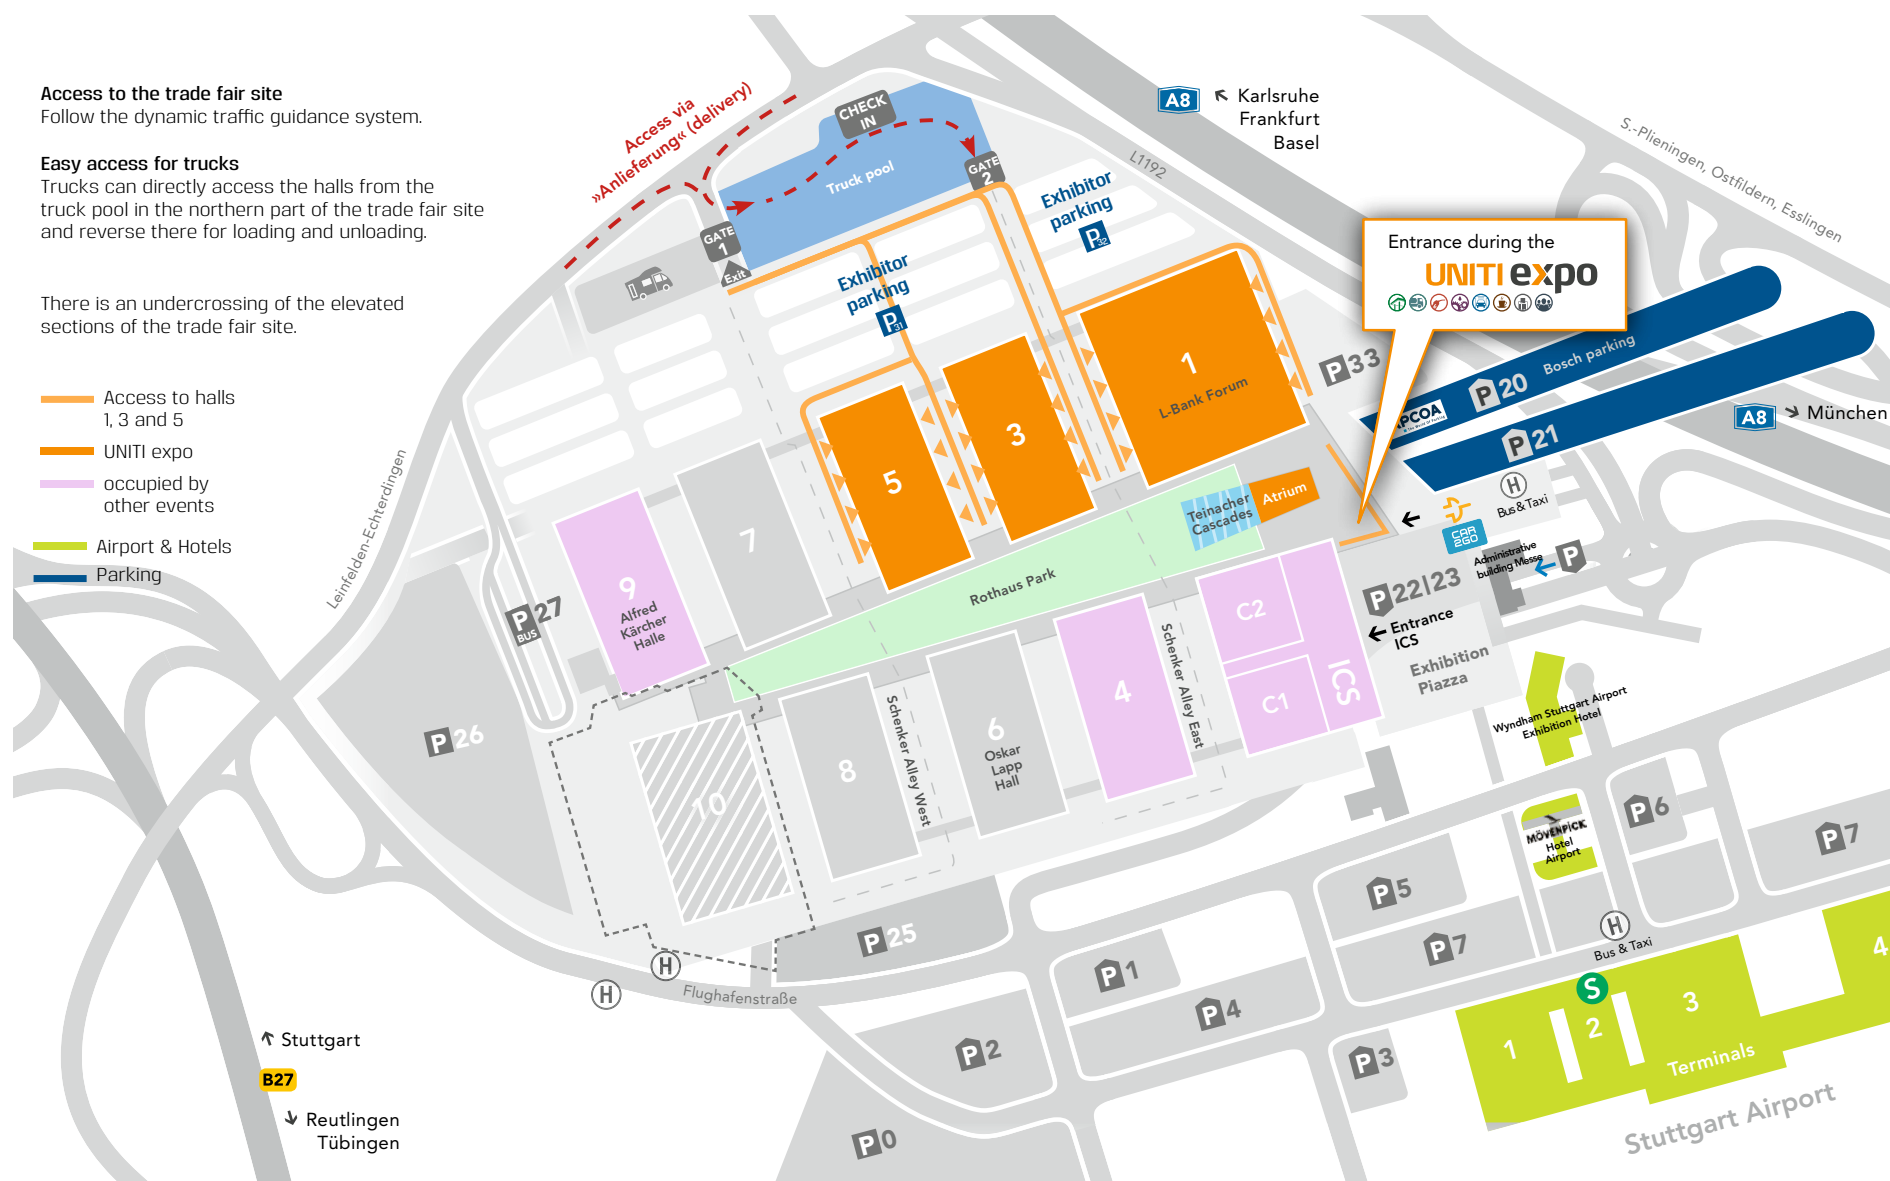 Access to the trade fair site
Follow the dynamic traffic guidance system.
Easy access for trucks
Trucks can directly access the halls from the
truck pool in the northern part of the trade fair site
and reverse there for loading and unloading.
There is an undercrossing of the elevated
sections of the trade fair site.
Access to halls
1, 3 and 5
UNITI expo
occupied by
other events
Airport & Hotels
Parking
Access via
»Anlieferung« (delivery)
CHECK
IN
Truck pool
GATE
1
Exit
GATE
2
Exhibitor
parking
P31
Exhibitor
parking
P32
L1192
A8
Karlsruhe
Frankfurt
Basel
S.-Plieningen, Ostfildern, Esslingen
Entrance during the
UNITI expo
P33
Bosch parking
P20
APCOA
P21
A8
München
H
Bus & Taxi
CAR
2GO
Administrative
building Messe
P
P22|23
Entrance
ICS
Exhibition
Piazza
1
L-Bank Forum
3
5
7
9
Alfred
Kärcher
Halle
Teinacher
Cascades
Atrium
Rothaus Park
C2
C1
ICS
4
Schenker Alley East
6
Oskar
Lapp
Hall
Schenker Alley West
8
10
Leinfelden-Echterdingen
P27
BUS
P26
P25
H
H
Flughafenstraße
Wyndham Stuttgart Airport
Exhibition Hotel
MÖVENPICK
Hotel
Airport
P6
P7
P5
P7
P1
P4
P2
P3
P0
H
Bus & Taxi
S
1
2
3
4
Terminals
Stuttgart Airport
Stuttgart
B27
Reutlingen
Tübingen